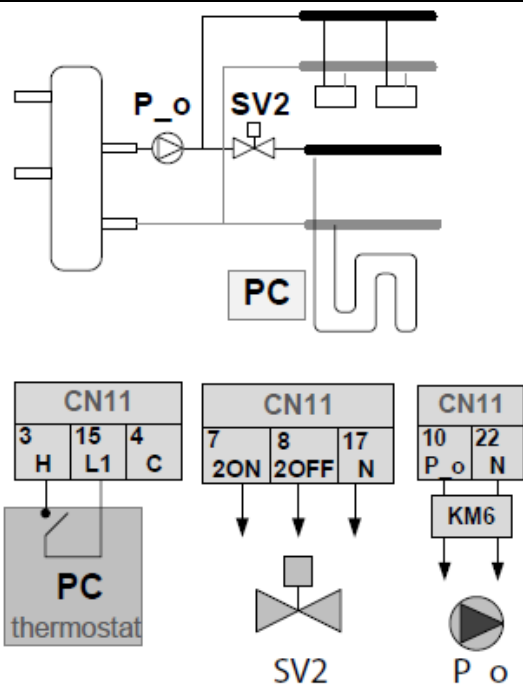 P_o SV2
PC
CN11
3 15 4
H L1 C
PC
thermostat
CN11
7 8 17
2ON 2OFF N
SV2
CN11
10 22
P_o N
KM6
P o